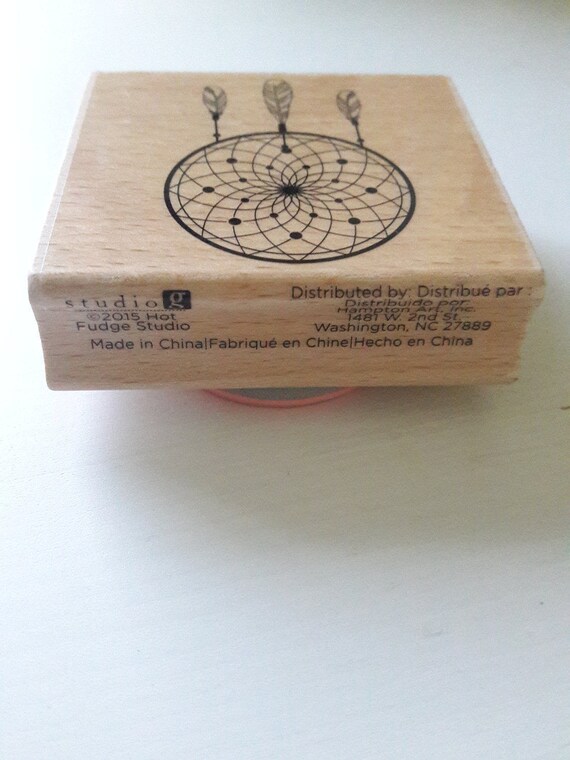 studio g
©2015 Hot
Fudge Studio
Distributed by: Distribué par :
Distribuido por:
Hampton Art, Inc.
1481 W. 2nd St.
Washington, NC 27889
Made in China|Fabriqué en Chine|Hecho en China